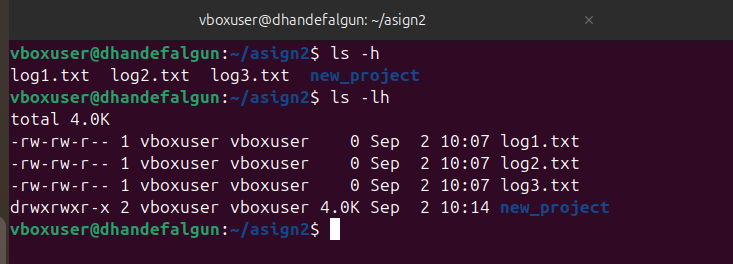 vboxuser@dhandefalgun: ~/asign2 ×
vboxuser@dhandefalgun:~/asign2$ ls -h
log1.txt  log2.txt  log3.txt  new_project
vboxuser@dhandefalgun:~/asign2$ ls -lh
total 4.0K
-rw-rw-r-- 1 vboxuser vboxuser    0 Sep  2 10:07 log1.txt
-rw-rw-r-- 1 vboxuser vboxuser    0 Sep  2 10:07 log2.txt
-rw-rw-r-- 1 vboxuser vboxuser    0 Sep  2 10:07 log3.txt
drwxrwxr-x 2 vboxuser vboxuser 4.0K Sep  2 10:14 new_project
vboxuser@dhandefalgun:~/asign2$